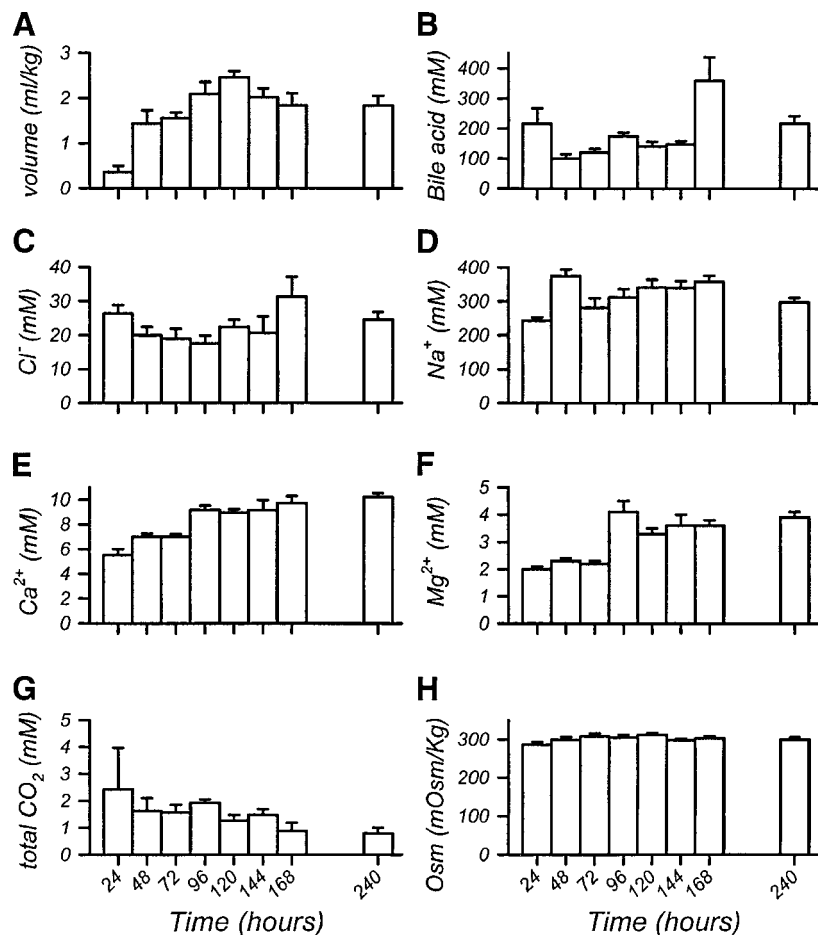 A
volume (ml/kg)
3
2
1
0
B
Bile acid (mM)
400
300
200
100
0
C
Cl⁻ (mM)
40
30
20
10
0
D
Na⁺ (mM)
400
300
200
100
0
E
Ca²⁺ (mM)
10
8
6
4
2
0
F
Mg²⁺ (mM)
5
4
3
2
1
0
G
total CO₂ (mM)
5
4
3
2
1
0
24 48 72 96 120 144 168 240
Time (hours)
H
Osm (mOsm/Kg)
300
200
100
0
24 48 72 96 120 144 168 240
Time (hours)